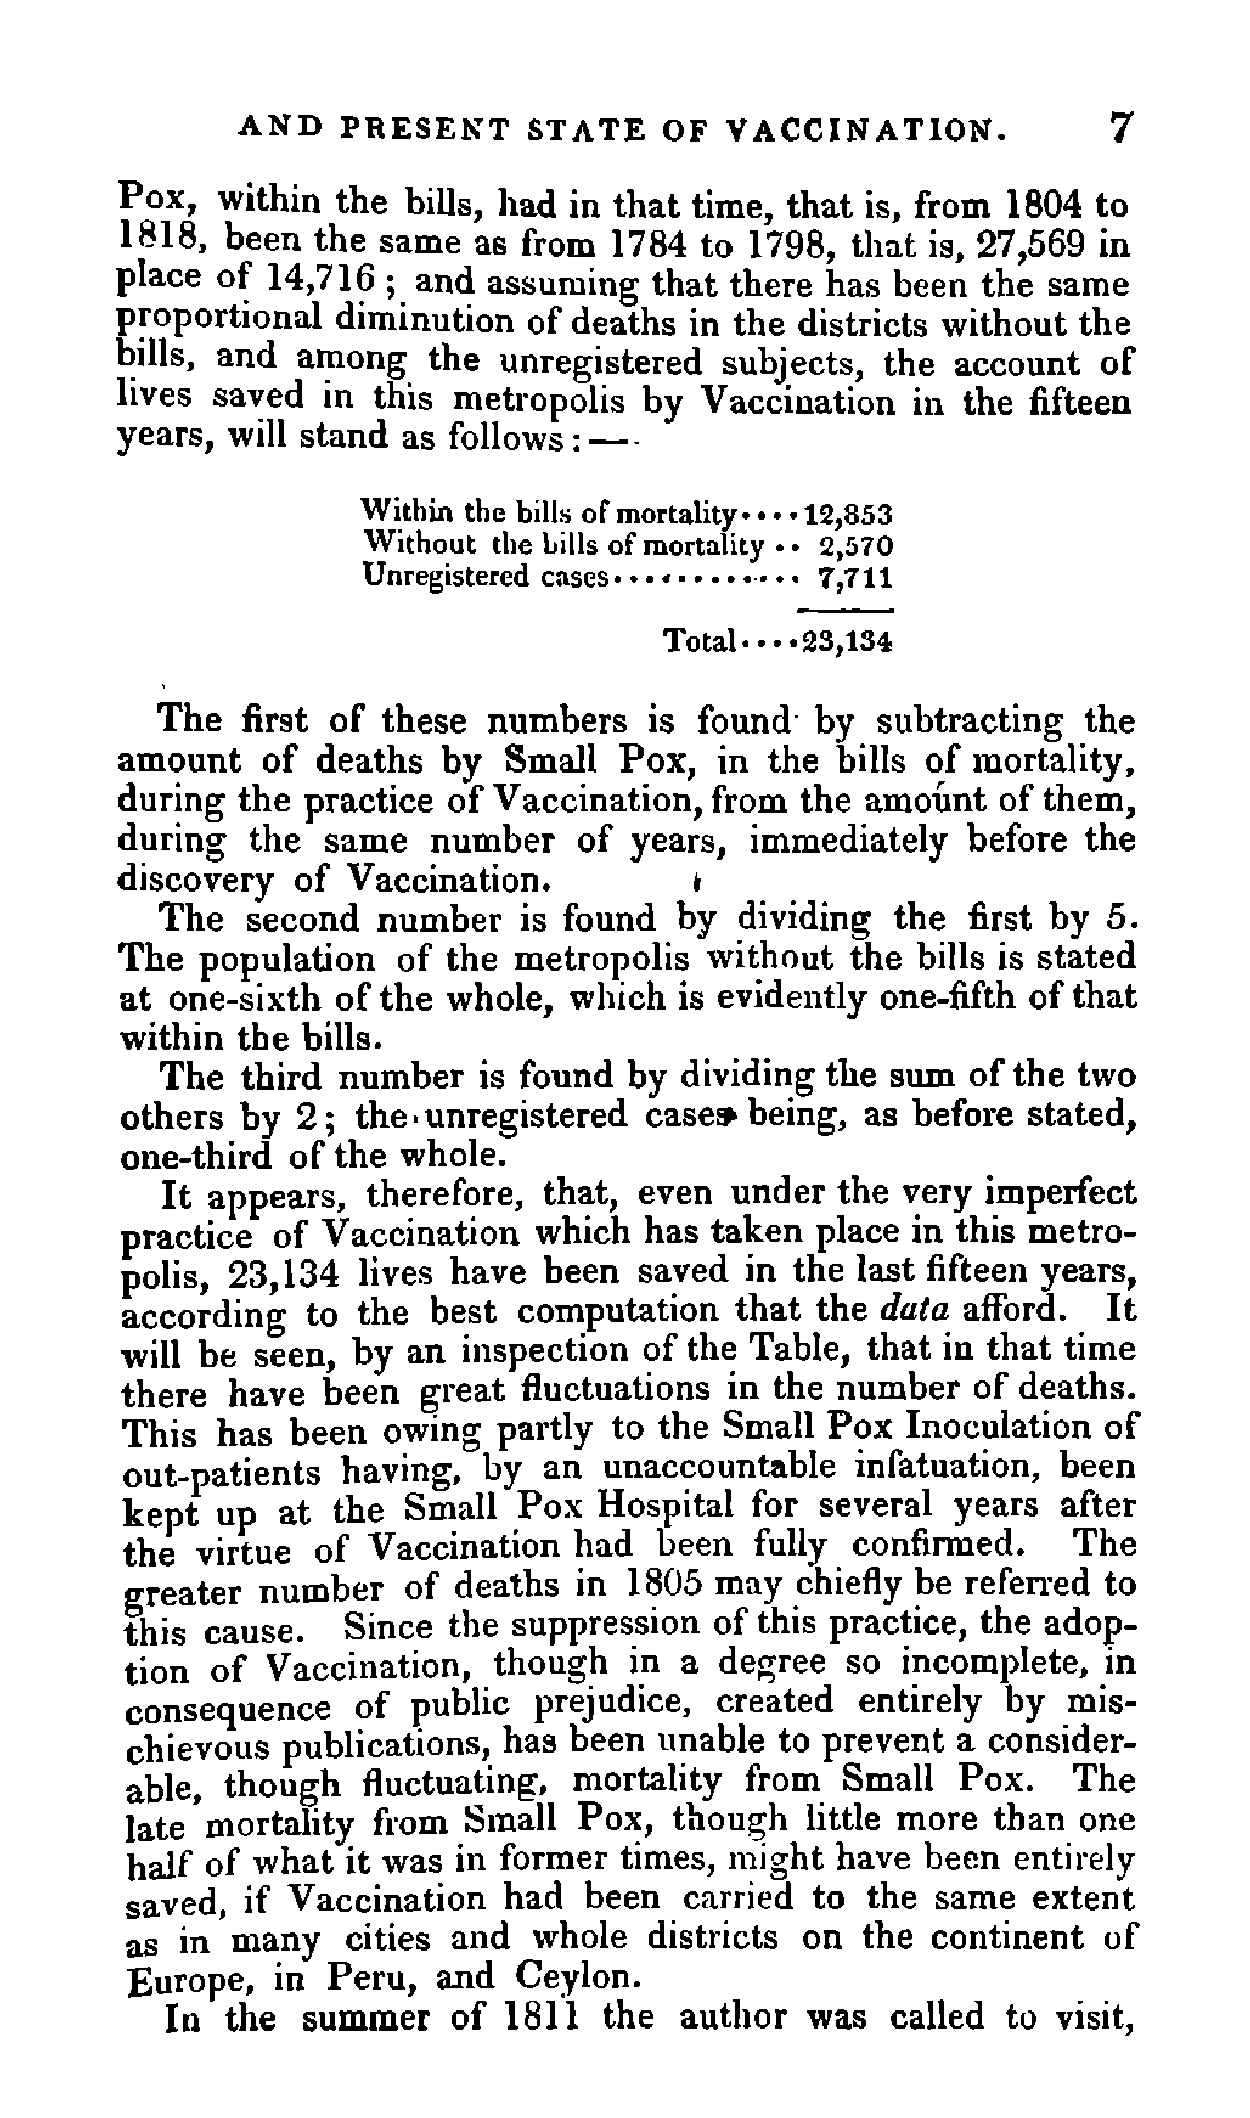 AND PRESENT STATE OF VACCINATION. 7
Pox, within the bills, had in that time, that is, from 1804 to
1818, been the same as from 1784 to 1798, that is, 27,569 in
place of 14,716; and assuming that there has been the same
proportional diminution of deaths in the districts without the
bills, and among the unregistered subjects, the account of
lives saved in this metropolis by Vaccination in the fifteen
years, will stand as follows:—
Within the bills of mortality····12,853
Without the bills of mortality ·· 2,570
Unregistered cases············ 7,711
Total····23,134
The first of these numbers is found by subtracting the
amount of deaths by Small Pox, in the bills of mortality,
during the practice of Vaccination, from the amount of them,
during the same number of years, immediately before the
discovery of Vaccination.
The second number is found by dividing the first by 5.
The population of the metropolis without the bills is stated
at one-sixth of the whole, which is evidently one-fifth of that
within the bills.
The third number is found by dividing the sum of the two
others by 2; the unregistered cases being, as before stated,
one-third of the whole.
It appears, therefore, that, even under the very imperfect
practice of Vaccination which has taken place in this metro-
polis, 23,134 lives have been saved in the last fifteen years,
according to the best computation that the data afford. It
will be seen, by an inspection of the Table, that in that time
there have been great fluctuations in the number of deaths.
This has been owing partly to the Small Pox Inoculation of
out-patients having, by an unaccountable infatuation, been
kept up at the Small Pox Hospital for several years after
the virtue of Vaccination had been fully confirmed. The
greater number of deaths in 1805 may chiefly be referred to
this cause. Since the suppression of this practice, the adop-
tion of Vaccination, though in a degree so incomplete, in
consequence of public prejudice, created entirely by mis-
chievous publications, has been unable to prevent a consider-
able, though fluctuating, mortality from Small Pox. The
late mortality from Small Pox, though little more than one
half of what it was in former times, might have been entirely
saved, if Vaccination had been carried to the same extent
as in many cities and whole districts on the continent of
Europe, in Peru, and Ceylon.
In the summer of 1811 the author was called to visit,